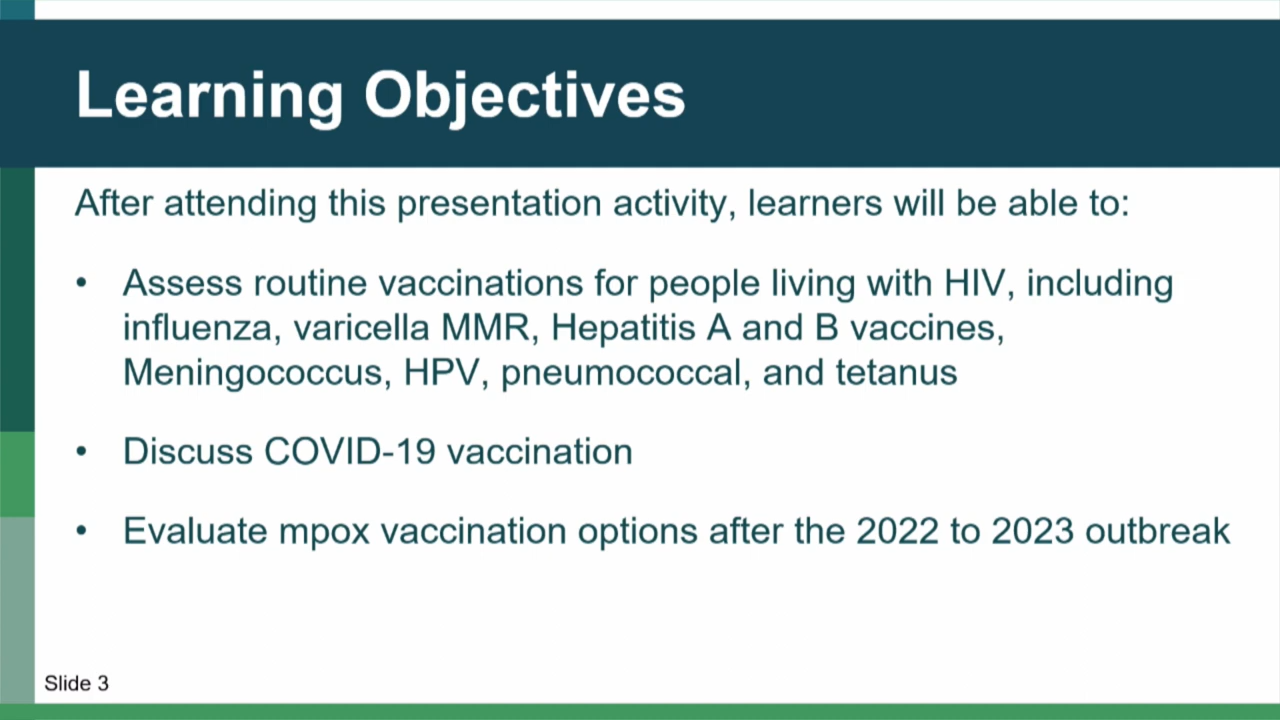 Learning Objectives
After attending this presentation activity, learners will be able to:
• Assess routine vaccinations for people living with HIV, including
influenza, varicella MMR, Hepatitis A and B vaccines,
Meningococcus, HPV, pneumococcal, and tetanus
• Discuss COVID-19 vaccination
• Evaluate mpox vaccination options after the 2022 to 2023 outbreak
Slide 3